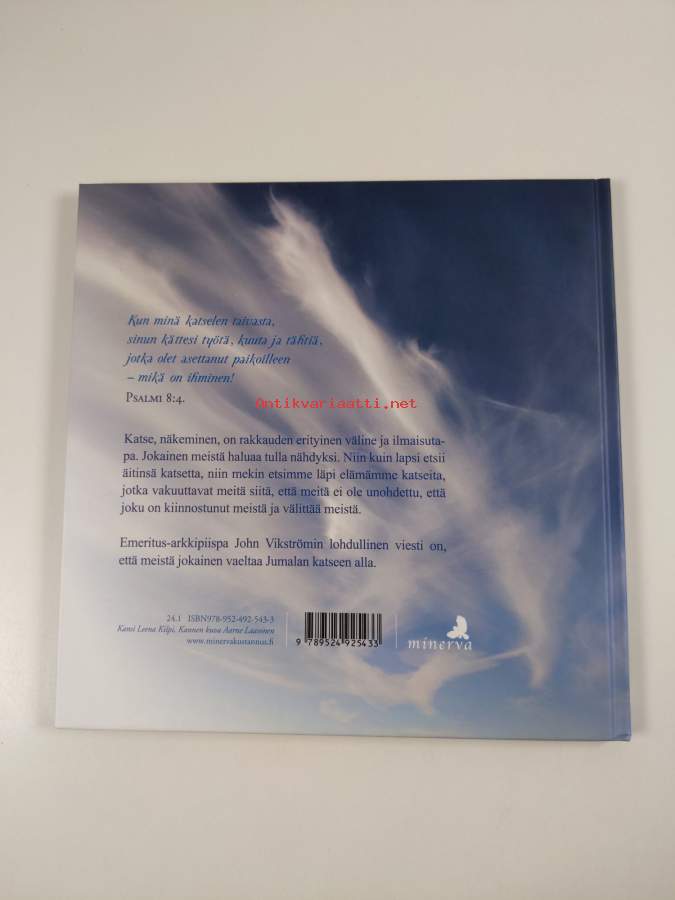 Kun minä katselen taivasta,
sinun kättesi työtä, kuuta ja tähtiä,
jotka olet asettanut paikoilleen
– mikä on ihminen!
PSALMI 8:4.
Antikvariaatti.net
Katse, näkeminen, on rakkauden erityinen väline ja ilmaisuta-
pa. Jokainen meistä haluaa tulla nähdyksi. Niin kuin lapsi etsii
äitinsä katsetta, niin mekin etsimme läpi elämämme katseita,
jotka vakuuttavat meitä siitä, että meitä ei ole unohdettu, että
joku on kiinnostunut meistä ja välittää meistä.
Emeritus-arkkipiispa John Vikströmin lohdullinen viesti on,
että meistä jokainen vaeltaa Jumalan katseen alla.
24.1 ISBN978-952-492-543-3
Kansi Leena Kilpi, Kannen kuva Aarne Laasonen
www.minervakustannus.fi
9 789524 925433
minerva